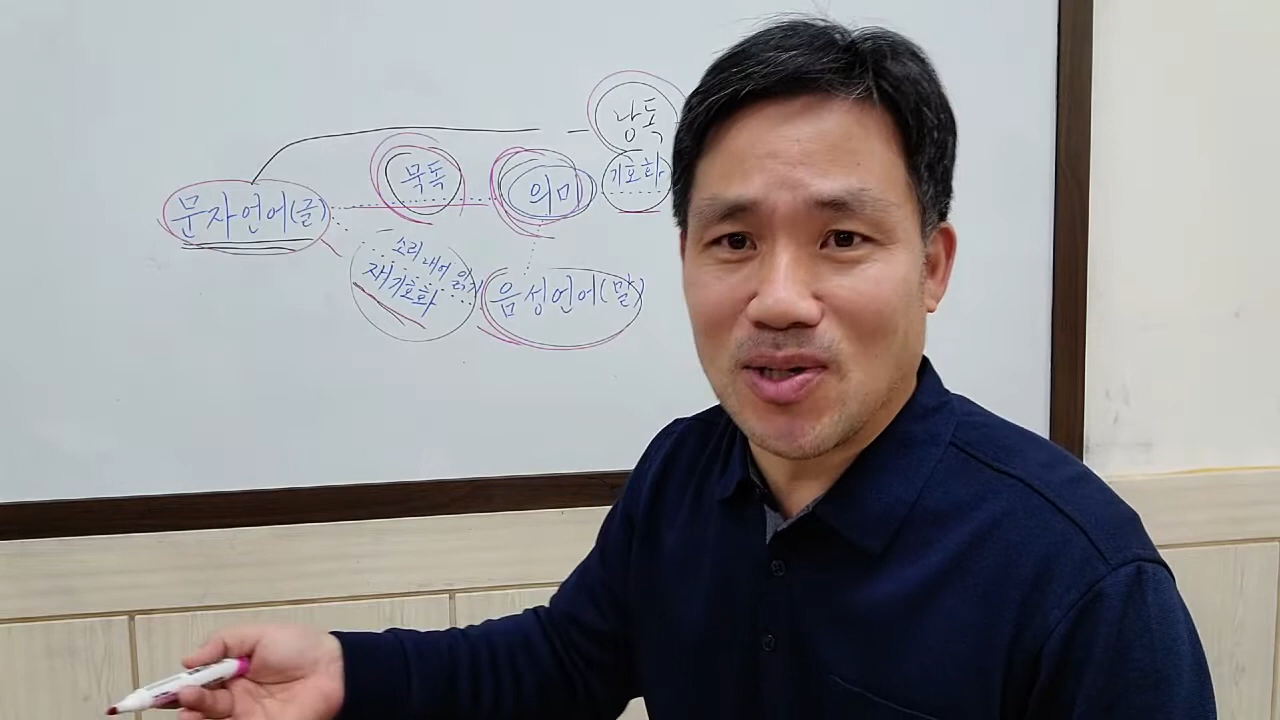 낭독
묵독
의미
기호화
문자언어(글)
소리 내어 읽기
재기호화
음성언어(말)